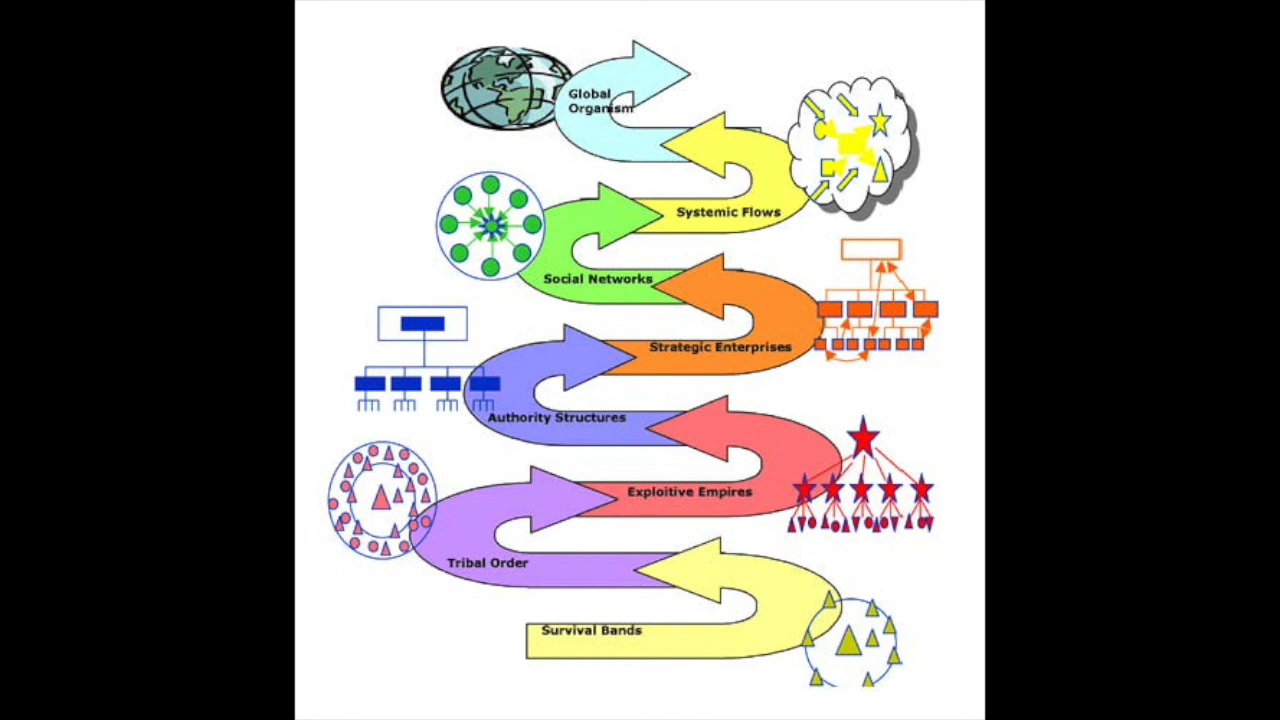 Global
Organism
Systemic Flows
Social Networks
Strategic Enterprises
Authority Structures
Exploitive Empires
Tribal Order
Survival Bands